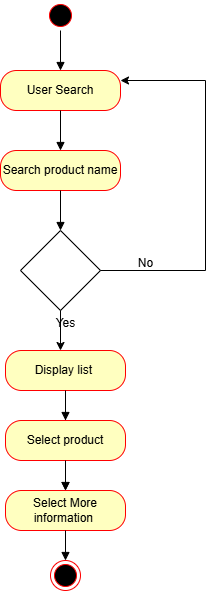 User Search
Search product name
No
Yes
Display list
Select product
Select More
information